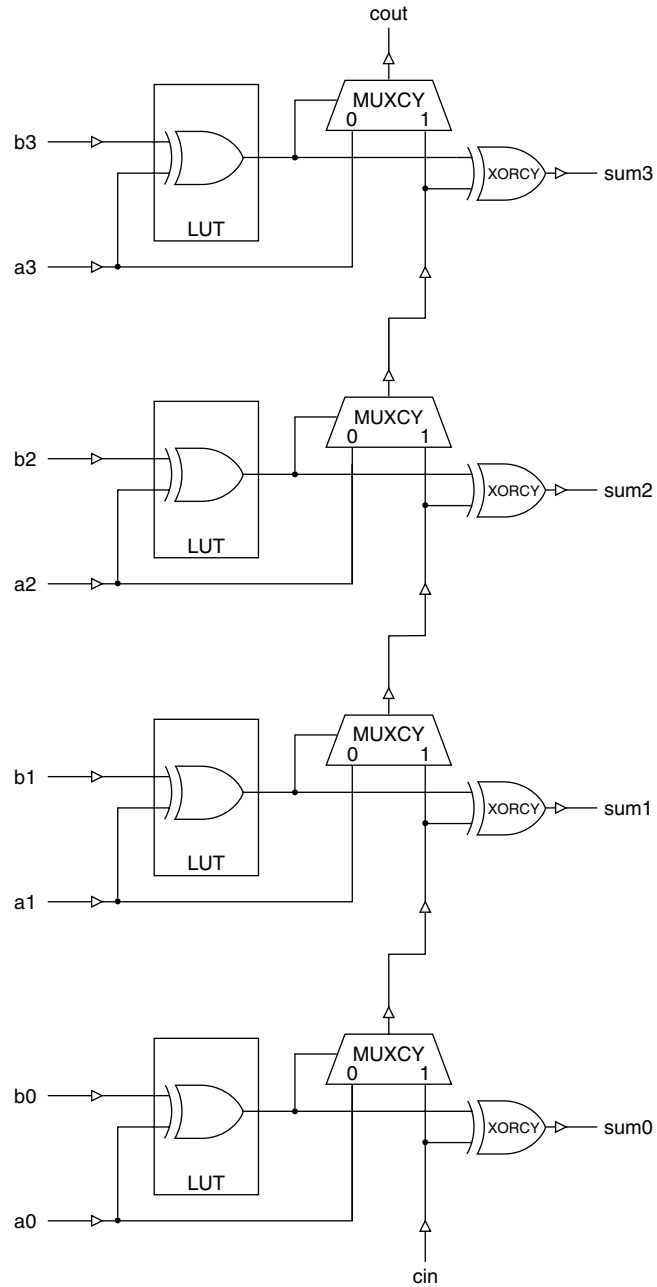 cout
MUXCY
0 1
b3
XORCY
sum3
LUT
a3
MUXCY
0 1
b2
XORCY
sum2
LUT
a2
MUXCY
0 1
b1
XORCY
sum1
LUT
a1
MUXCY
0 1
b0
XORCY
sum0
LUT
a0
cin